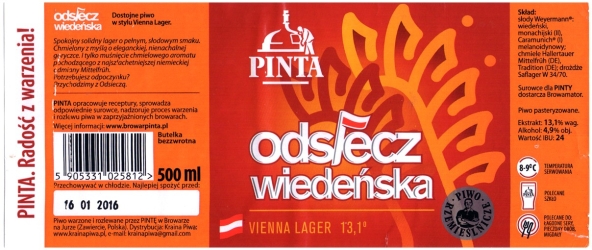 PINTA. Radość z warzenia!
odsiecz
wiedeńska
Dostojne piwo
w stylu Vienna Lager.
Spokojny solidny lager o pełnym, słodowym smaku.
Chmielony z myślą o eleganckiej, nienachalnej
goryczce. I tylko muśnięcie chmielowego aromatu
pochodzącego z najszlachetniejszej niemieckiej
odmiany Mittelfrüh.
Potrzebujesz odpoczynku?
Przychodzimy z Odsieczą.
PINTA opracowuje receptury, sprowadza
odpowiednie surowce, nadzoruje proces warzenia
i rozlewu piwa w zaprzyjaźnionych browarach.
Więcej informacji: www.browarpinta.pl
Butelka
bezzwrotna
5 905331 025812 >
500 ml
Przechowywać w chłodzie. Najlepiej spożyć przed:
16 01 2016
Piwo warzone i rozlewane przez PINTĘ w Browarze
na Jurze (Zawiercie, Polska). Dystrybucja: Kraina Piwa:
www.krainapiwa.pl, e-mail: krainapiwa@gmail.com
PINTA
odsiecz
wiedeńska
VIENNA LAGER 13,1°
PIWO
RZEMIEŚLNICZE
Skład:
słody Weyermann®:
wiedeński,
monachijski (II),
Caramunich® (I)
melanoidynowy;
chmiele Hallertauer
Mittelfrüh (DE),
Tradition (DE); drożdże
Saflager W 34/70.
Surowce dla PINTY
dostarcza Browamator.
Piwo pasteryzowane.
Ekstrakt: 13,1% wag.
Alkohol: 4,9% obj.
Wartość IBU: 24
8-9°C
TEMPERATURA
SERWOWANIA
POLECANE
SZKŁO
POLECANE DO:
ŁAGODNE SERY,
PIECZONY DRÓB,
MIGDAŁY